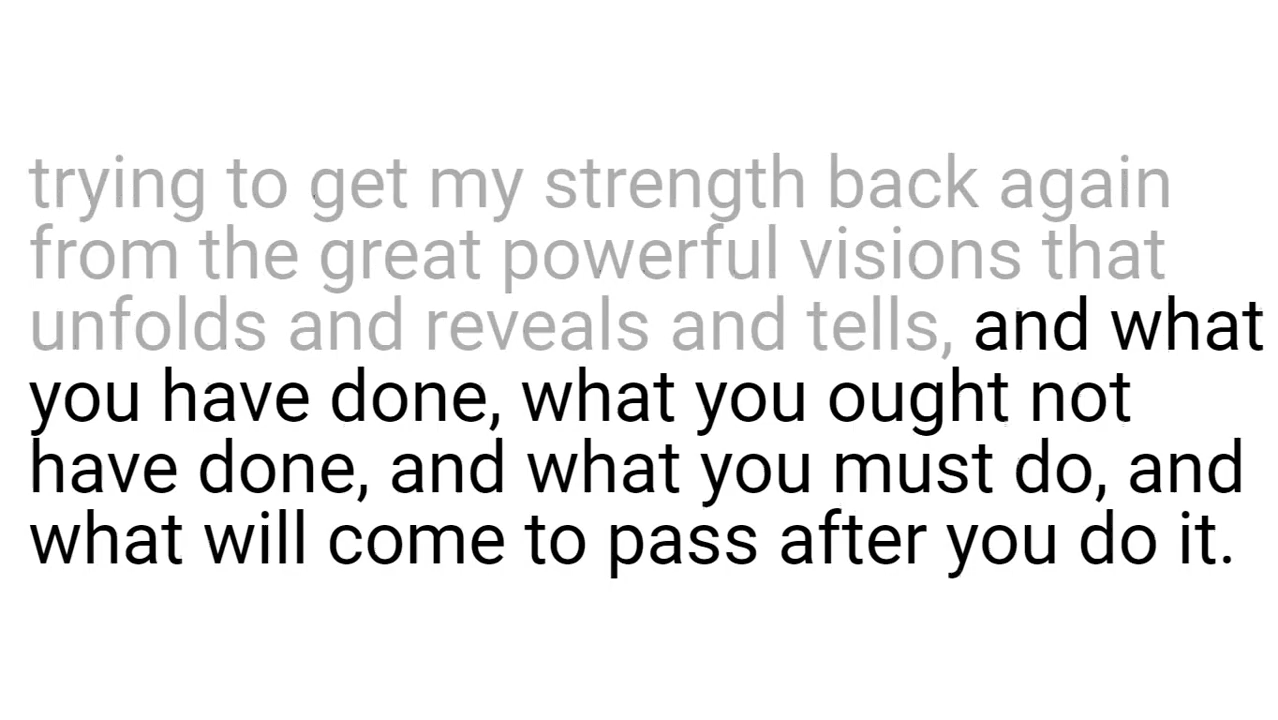 trying to get my strength back again
from the great powerful visions that
unfolds and reveals and tells, and what
you have done, what you ought not
have done, and what you must do, and
what will come to pass after you do it.